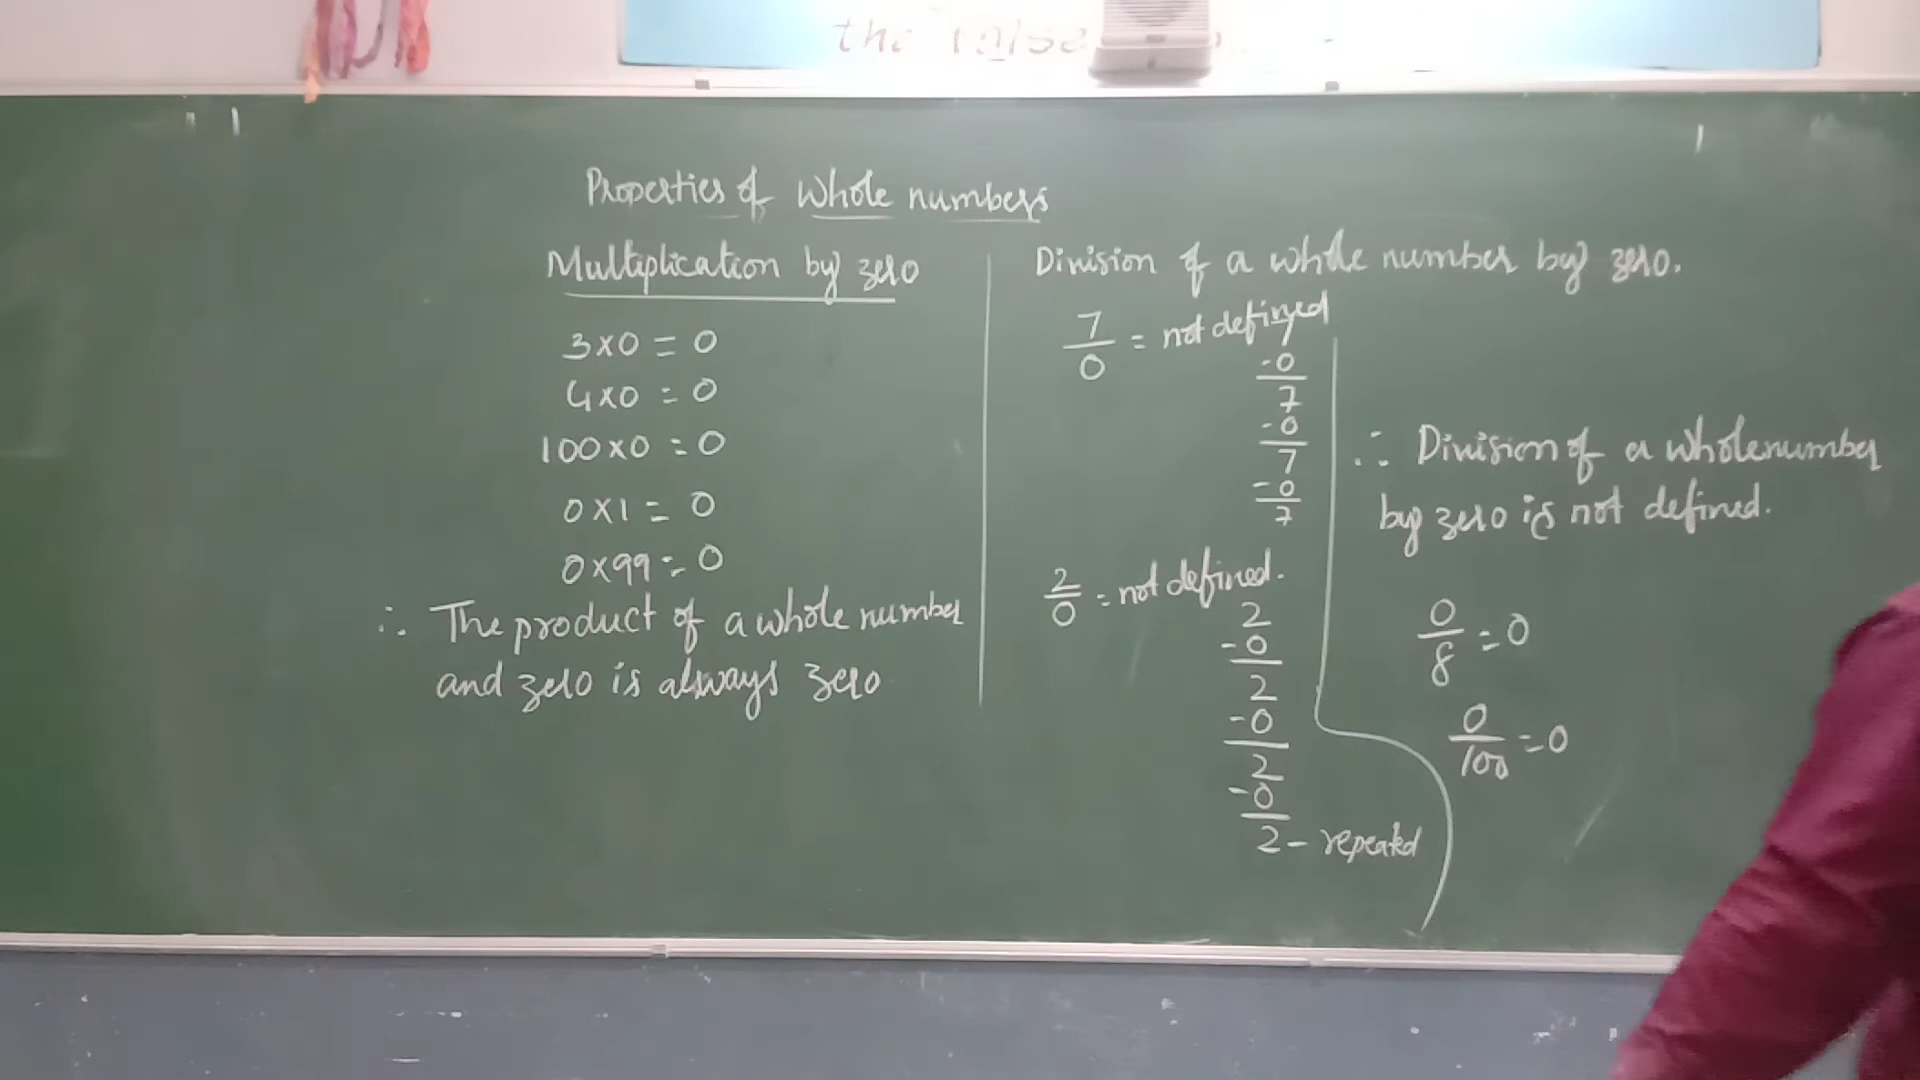 the raise
Properties of Whole numbers
Multiplication by zero
3×0 = 0
4×0 = 0
100×0 = 0
0×1 = 0
0×99 = 0
∴ The product of a whole number
and zero is always zero
Division of a whole number by zero.
7/0 = not defined
7
-0
7
-0
7
-0
7
2/0 = not defined.
2
-0
2
-0
2
-0
2 - repeated
∴ Division of a wholenumber
by zero is not defined.
0/8 = 0
0/100 = 0